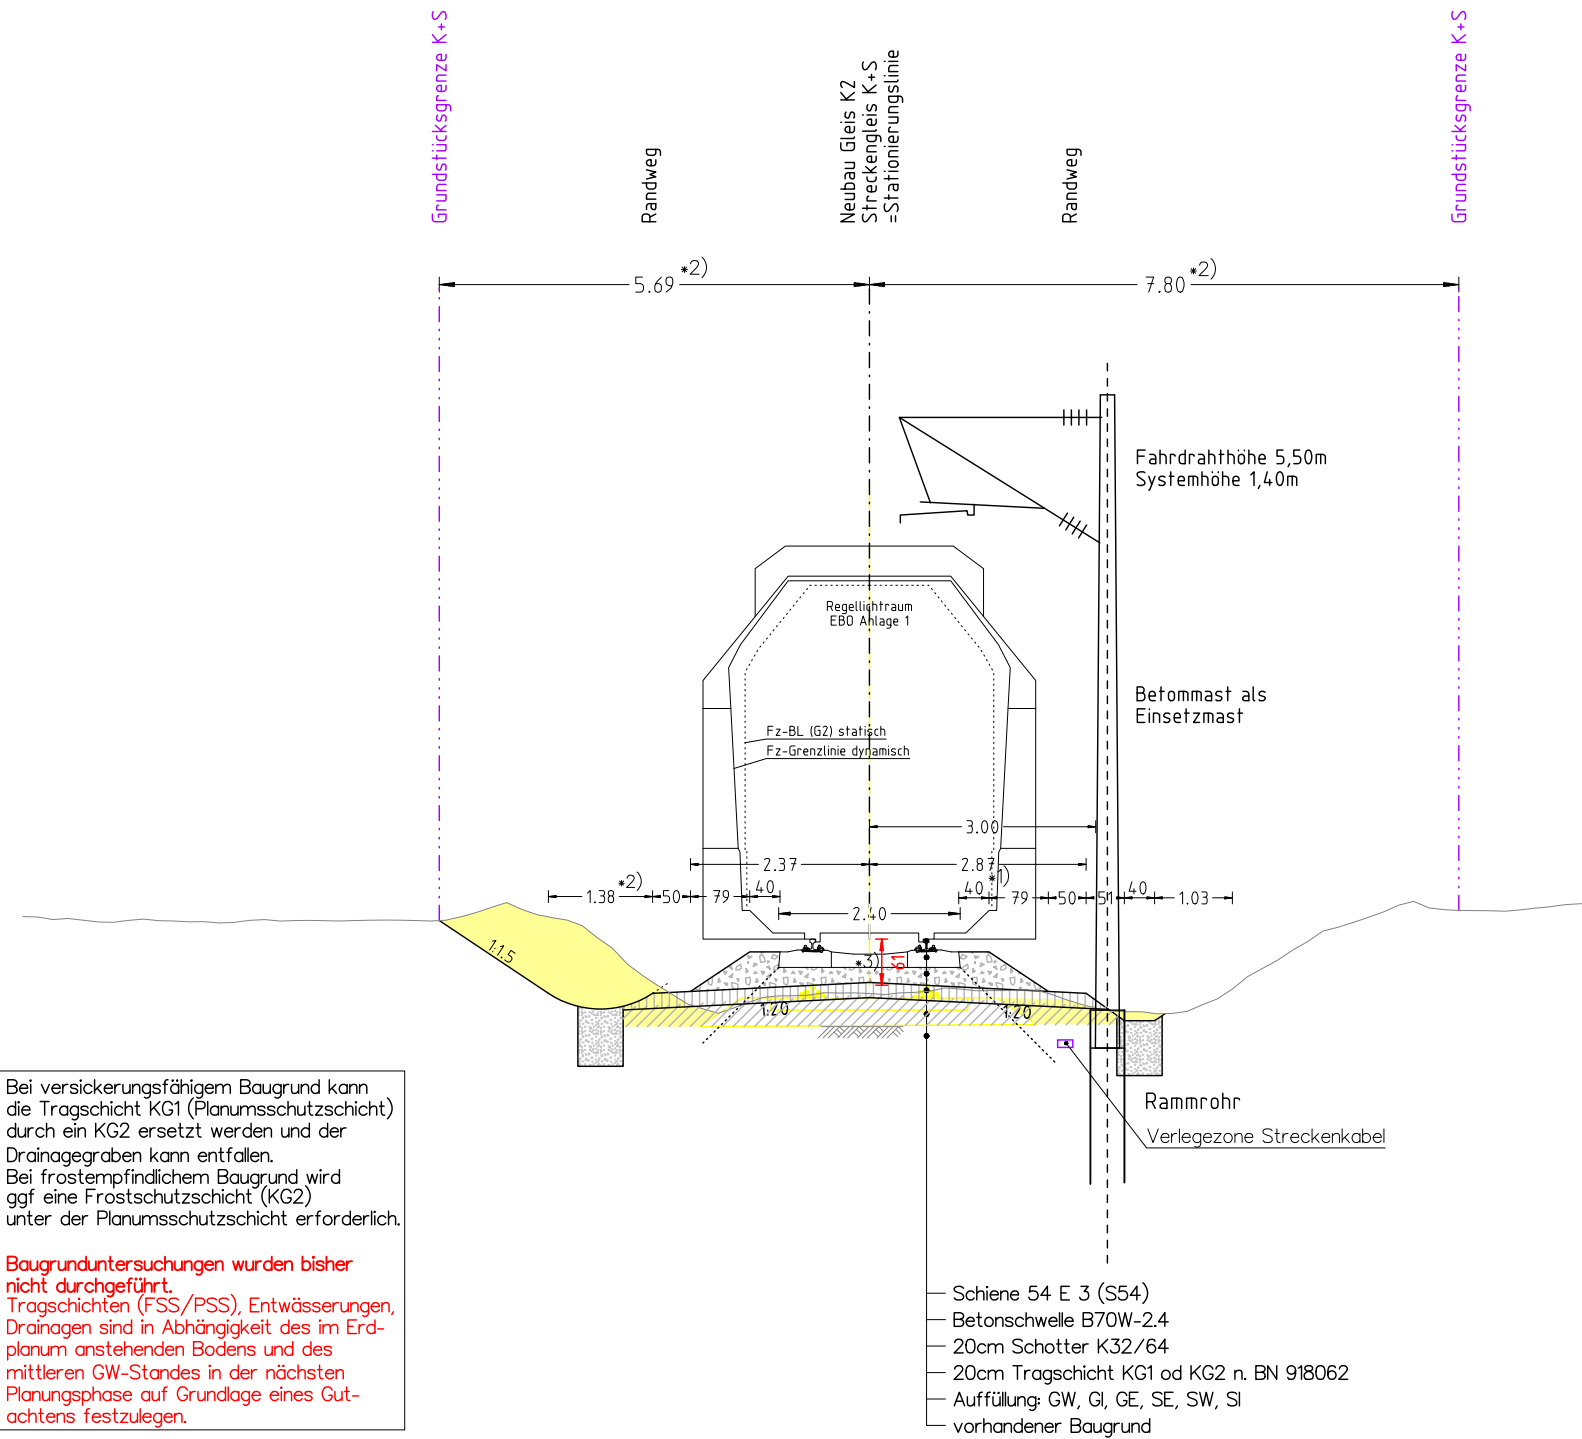 Grundstücksgrenze K+S
Randweg
Neubau Gleis K2
Streckengleis K+S
=Stationierungslinie
Randweg
Grundstücksgrenze K+S
5.69 *2)
7.80 *2)
Fahrdrahthöhe 5,50m
Systemhöhe 1,40m
Regellichtraum
EBO Anlage 1
Betommast als
Einsetzmast
Fz-BL (G2) statisch
Fz-Grenzlinie dynamisch
3.00
2.37
2.87
1.38 *2)
50
79
40
40
*1)
79
50
51
40
1.03
2.40
1:1.5
*3)
61
1:20
1:20
Rammrohr
Verlegezone Streckenkabel
Bei versickerungsfähigem Baugrund kann
die Tragschicht KG1 (Planumsschutzschicht)
durch ein KG2 ersetzt werden und der
Drainagegraben kann entfallen.
Bei frostempfindlichem Baugrund wird
ggf eine Frostschutzschicht (KG2)
unter der Planumsschutzschicht erforderlich.
Baugrunduntersuchungen wurden bisher
nicht durchgeführt.
Tragschichten (FSS/PSS), Entwässerungen,
Drainagen sind in Abhängigkeit des im Erd-
planum anstehenden Bodens und des
mittleren GW-Standes in der nächsten
Planungsphase auf Grundlage eines Gut-
achtens festzulegen.
Schiene 54 E 3 (S54)
Betonschwelle B70W-2.4
20cm Schotter K32/64
20cm Tragschicht KG1 od KG2 n. BN 918062
Auffüllung: GW, GI, GE, SE, SW, SI
vorhandener Baugrund